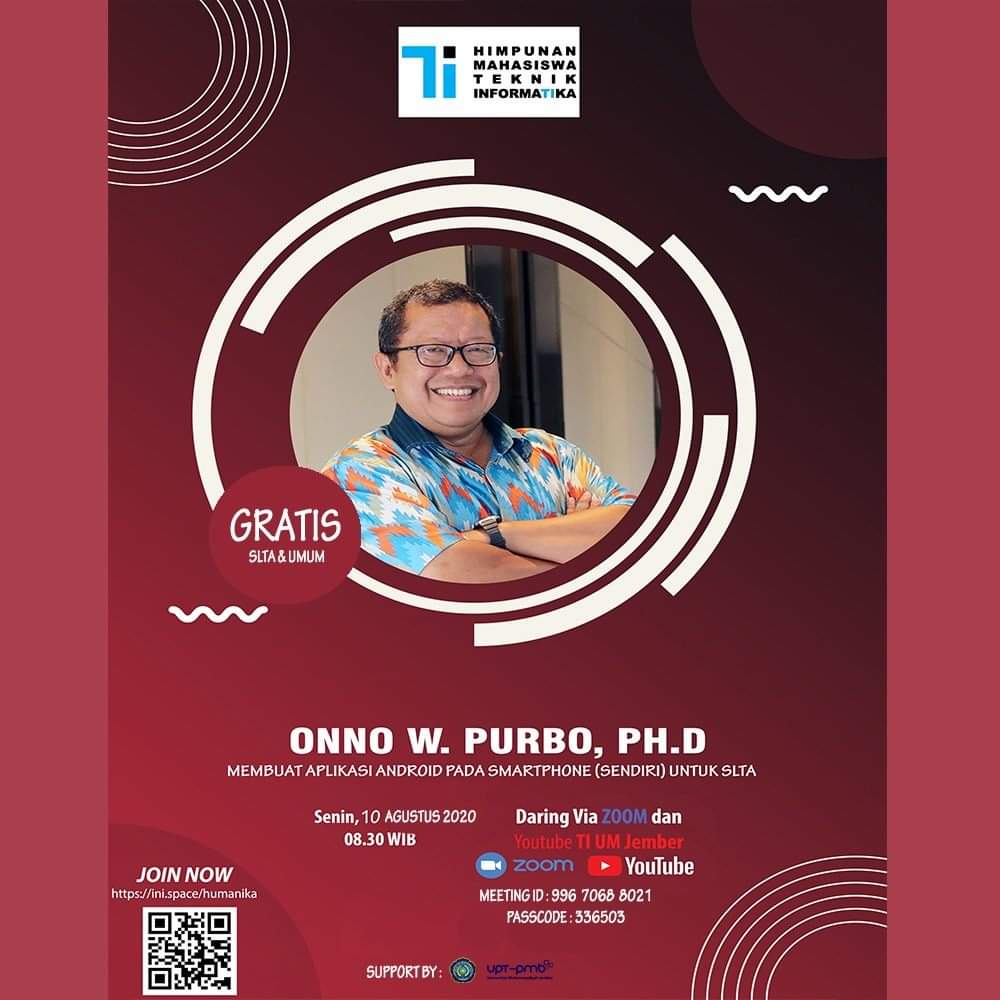 Ti
HIMPUNAN
MAHASISWA
TEKNIK
INFORMATIKA
GRATIS
SLTA & UMUM
ONNO W. PURBO, PH.D
MEMBUAT APLIKASI ANDROID PADA SMARTPHONE (SENDIRI) UNTUK SLTA
Senin, 10 AGUSTUS 2020
08.30 WIB
Daring Via ZOOM dan
Youtube TI UM Jember
zoom YouTube
MEETING ID : 996 7068 8021
PASSCODE : 336503
JOIN NOW
https://ini.space/humanika
SUPPORT BY : UPT-pmb